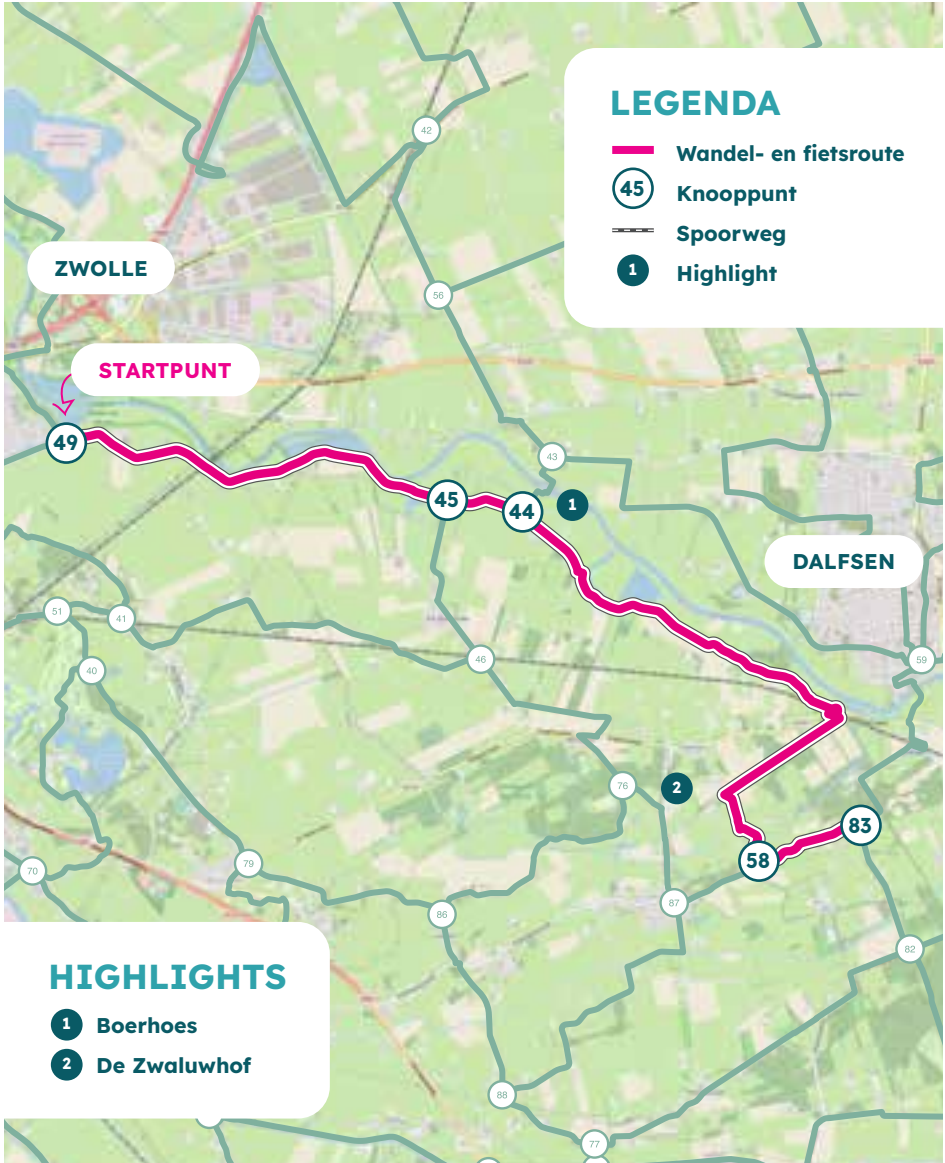 LEGENDA
Wandel- en fietsroute
45 Knooppunt
Spoorweg
1 Highlight
42
ZWOLLE
56
STARTPUNT
49
43
45
44
1
DALFSEN
51
41
59
40
46
76
2
83
58
79
70
87
86
82
HIGHLIGHTS
1 Boerhoes
2 De Zwaluwhof
88
77